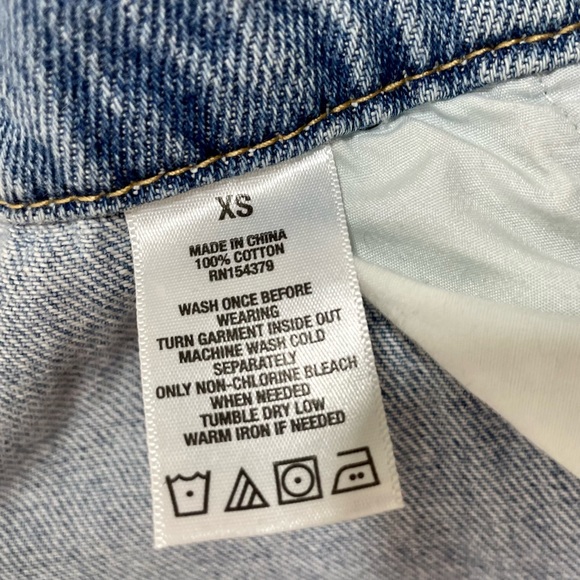 XS
MADE IN CHINA
100% COTTON
RN154379
WASH ONCE BEFORE
WEARING
TURN GARMENT INSIDE OUT
MACHINE WASH COLD
SEPARATELY
ONLY NON-CHLORINE BLEACH
WHEN NEEDED
TUMBLE DRY LOW
WARM IRON IF NEEDED